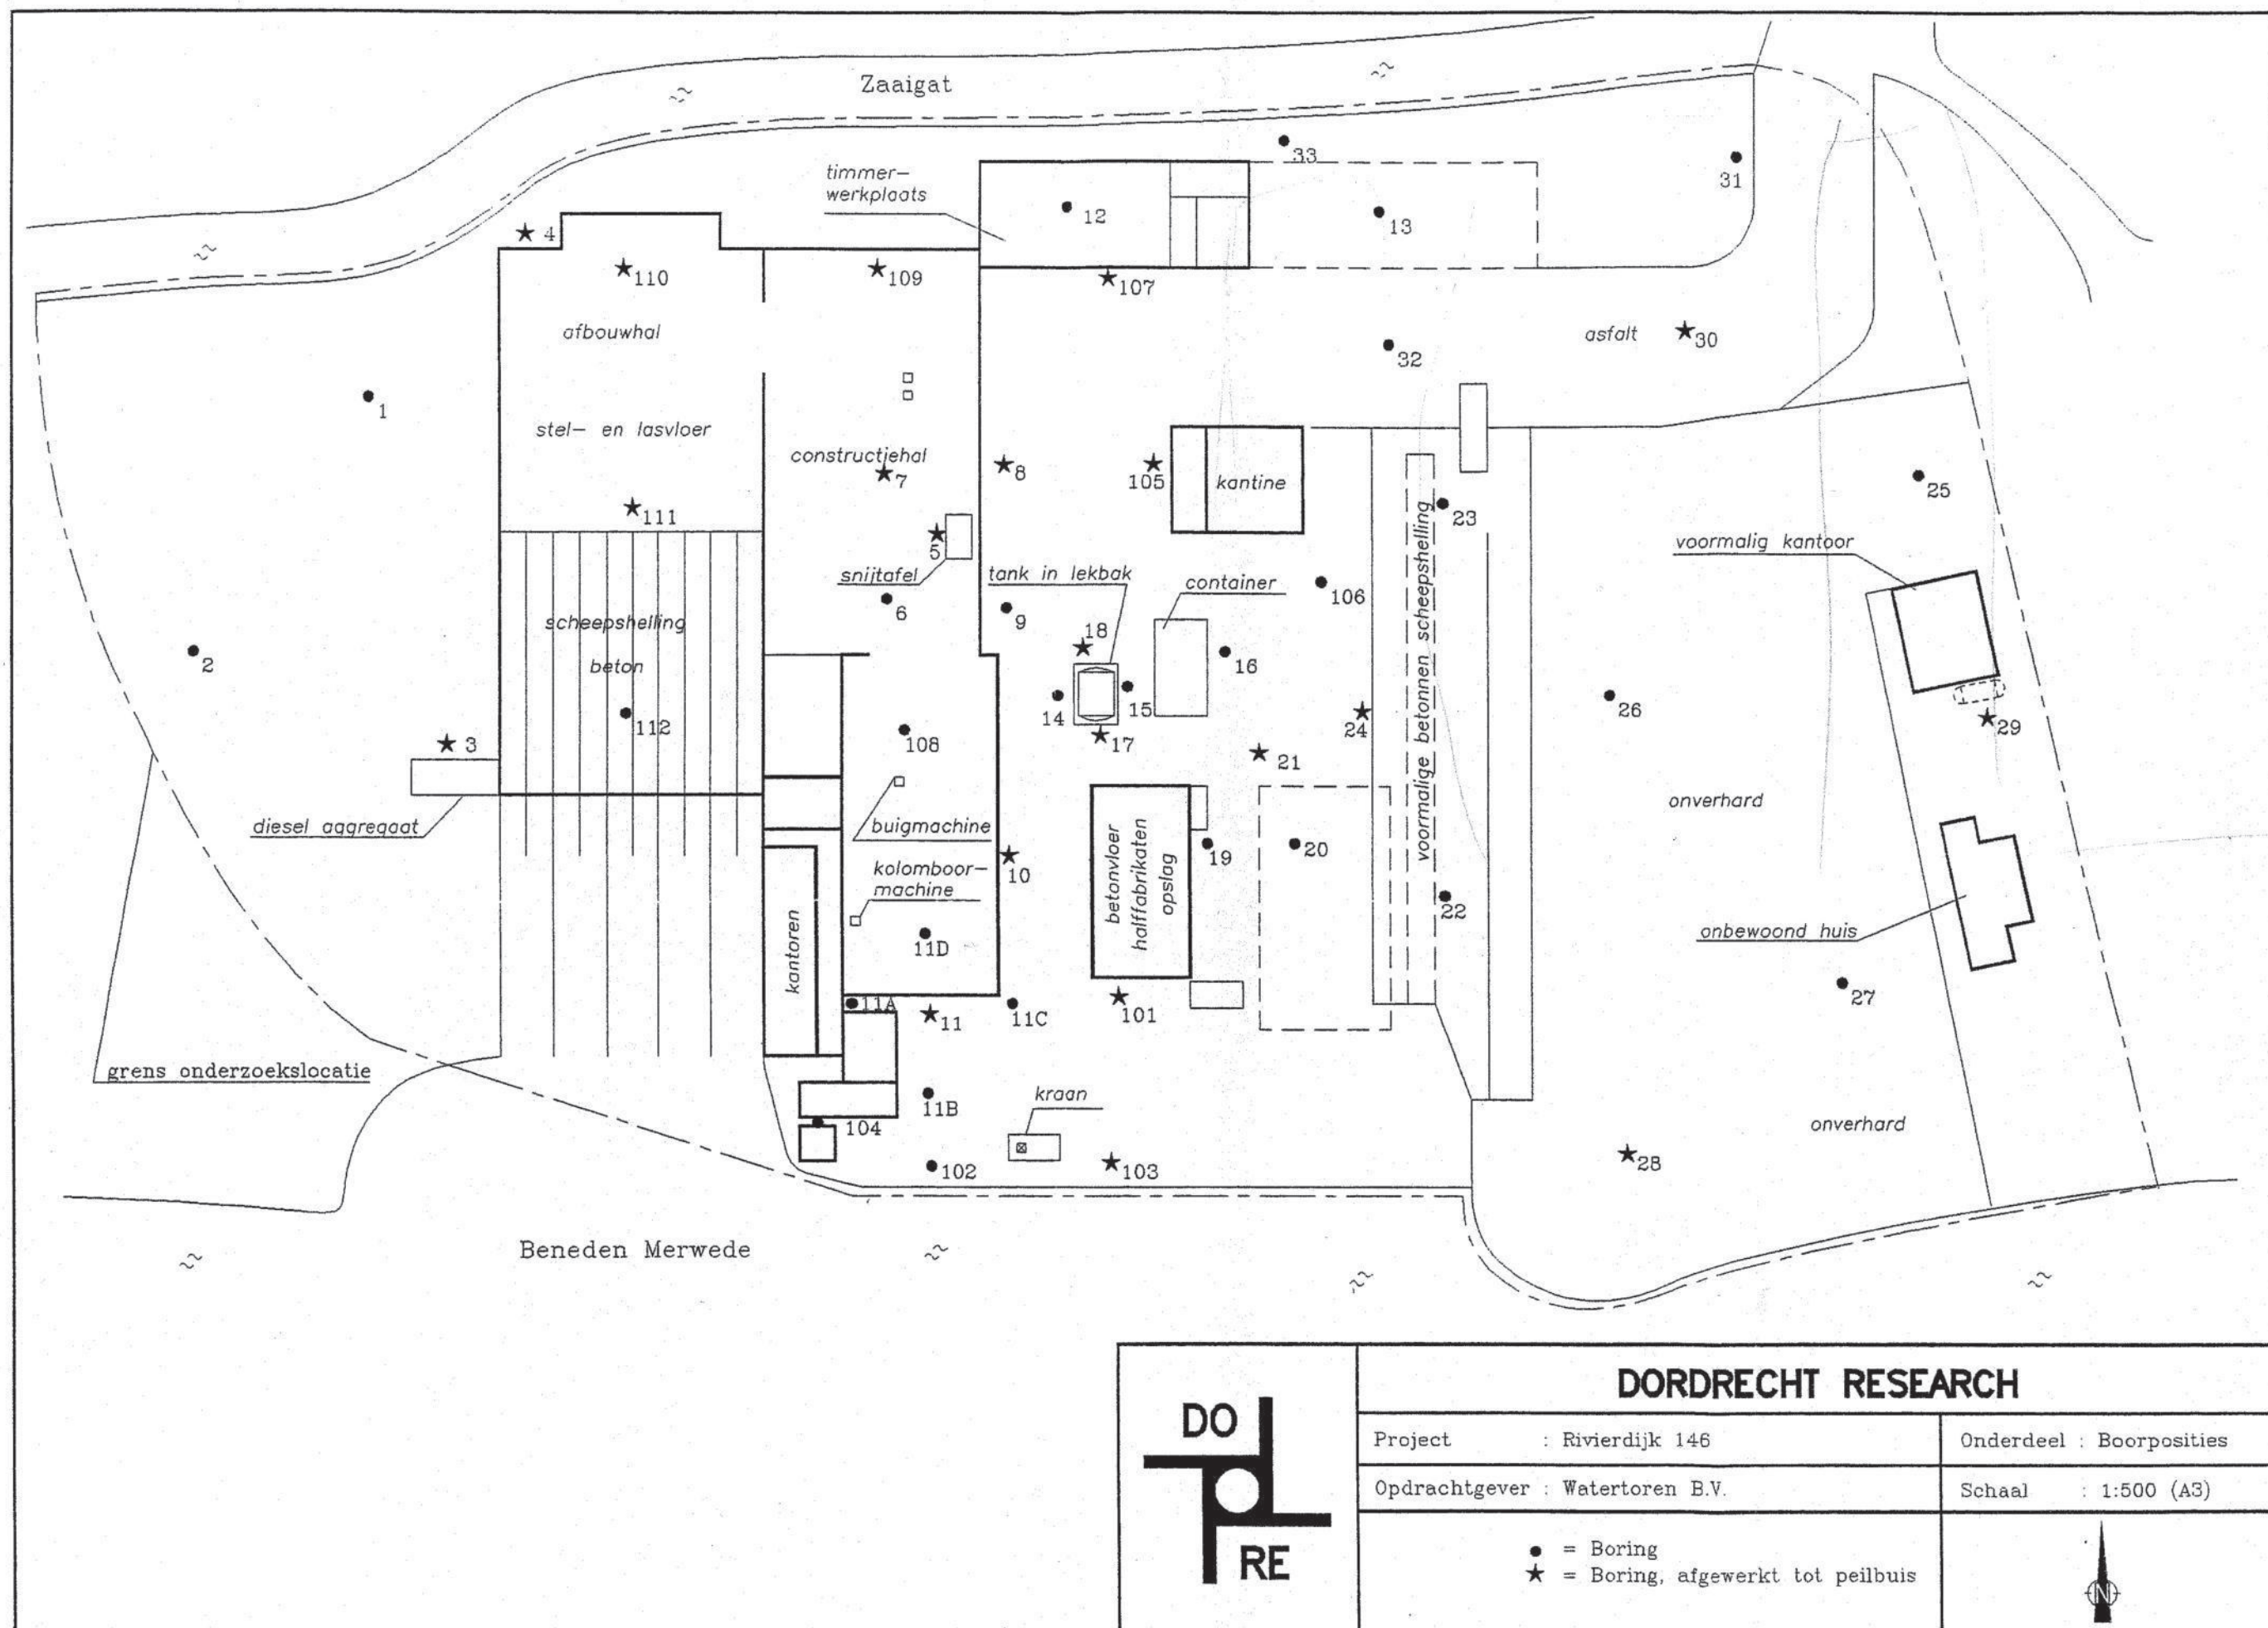 Zaaigat
33
timmer-
werkplaats
31
12
13
4
110
109
107
afbouwhal
asfalt
30
32
1
stel- en lasvloer
constructiehal
7
8
105
kantine
25
111
23
5
voormalig kantoor
snijtafel
tank in lekbak
container
106
6
9
scheepshelling
18
2
16
beton
voormalige betonnen scheepshelling
14
15
26
112
24
29
3
108
17
21
onverhard
diesel aggregaat
buigmachine
19
20
10
kolomboor-
machine
betonvloer
halffabrikaten
opslag
22
kantoren
11D
onbewoond huis
27
11A
11
11C
101
grens onderzoekslocatie
11B
kraan
104
onverhard
102
103
28
Beneden Merwede
DORDRECHT RESEARCH
DO
RE
Project : Rivierdijk 146
Onderdeel : Boorposities
Opdrachtgever : Watertoren B.V.
Schaal : 1:500 (A3)
● = Boring
★ = Boring, afgewerkt tot peilbuis
N